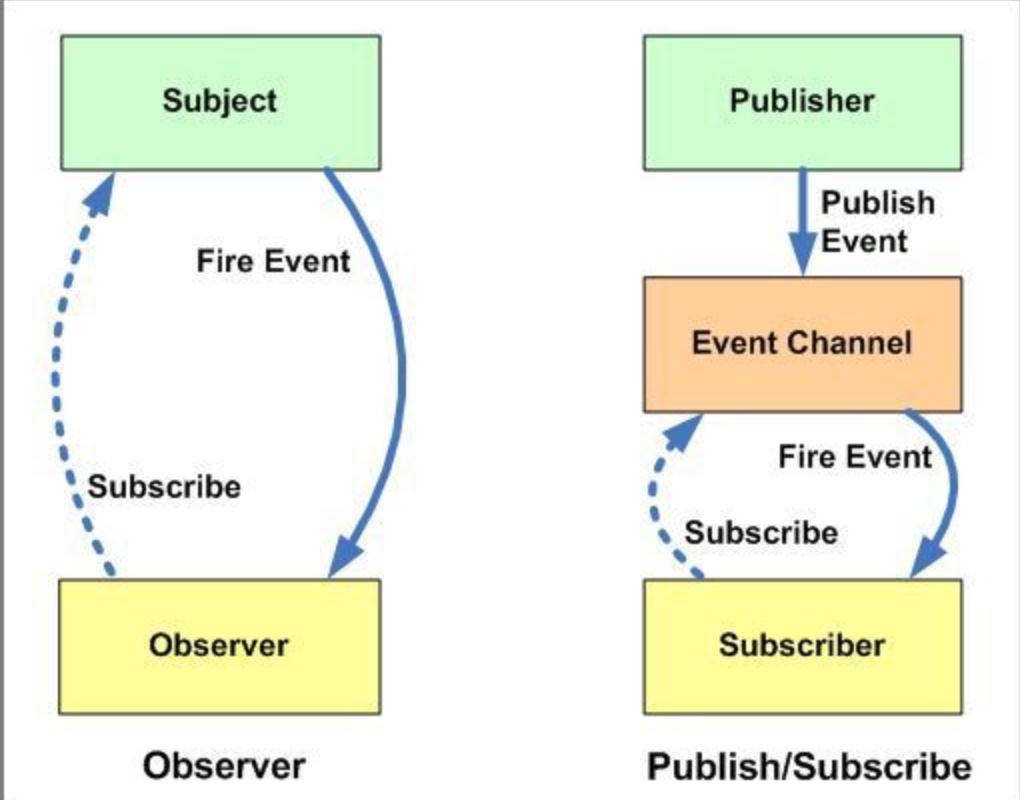 Subject
Fire Event
Subscribe
Observer
Observer
Publisher
Publish
Event
Event Channel
Fire Event
Subscribe
Subscriber
Publish/Subscribe